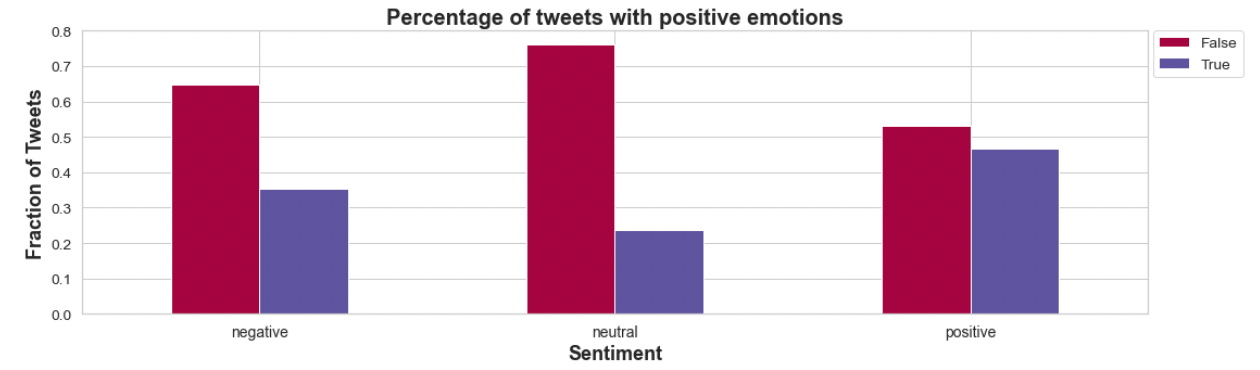 Percentage of tweets with positive emotions
False
True
Fraction of Tweets
0.8
0.7
0.6
0.5
0.4
0.3
0.2
0.1
0.0
negative neutral positive
Sentiment